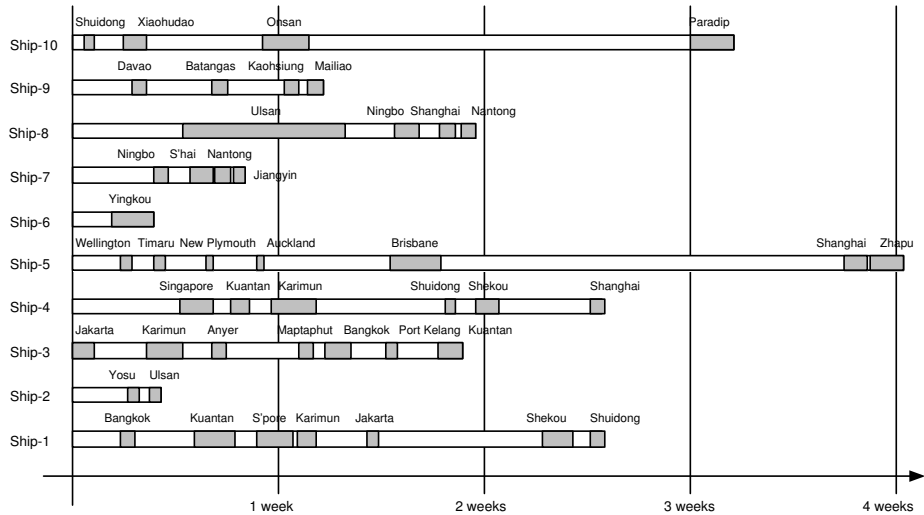 Shuidong Xiaohudao Onsan Paradip
Ship-10
Davao Batangas Kaohsiung Mailiao
Ship-9
Ulsan Ningbo Shanghai Nantong
Ship-8
Ningbo S'hai Nantong
Ship-7 Jiangyin
Yingkou
Ship-6
Wellington Timaru New Plymouth Auckland Brisbane Shanghai Zhapu
Ship-5
Singapore Kuantan Karimun Shuidong Shekou Shanghai
Ship-4
Jakarta Karimun Anyer Maptaphut Bangkok Port Kelang Kuantan
Ship-3
Yosu Ulsan
Ship-2
Bangkok Kuantan S'pore Karimun Jakarta Shekou Shuidong
Ship-1
1 week 2 weeks 3 weeks 4 weeks